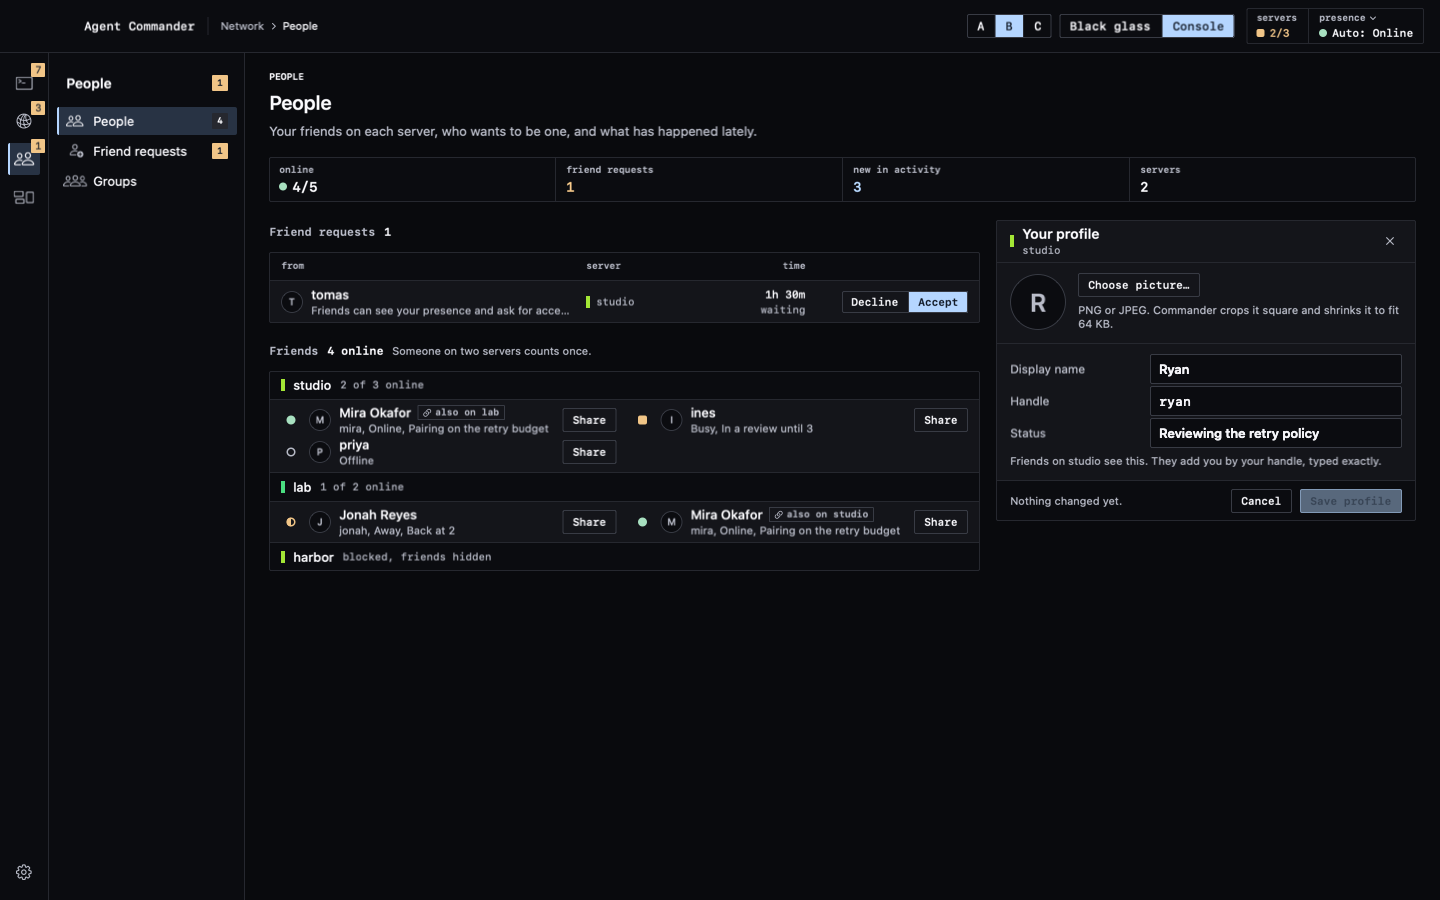 Agent Commander
Network > People
A B C
Black glass Console
servers
2/3
presence
Auto: Online
7
3
1
People 1
People 4
Friend requests 1
Groups
PEOPLE
People
Your friends on each server, who wants to be one, and what has happened lately.
online
4/5
friend requests
1
new in activity
3
servers
2
Friend requests 1
from server time
T
tomas
Friends can see your presence and ask for acce…
studio
1h 30m
waiting
Decline Accept
Friends 4 online Someone on two servers counts once.
studio 2 of 3 online
M
Mira Okafor also on lab
mira, Online, Pairing on the retry budget
Share
I
ines
Busy, In a review until 3
Share
P
priya
Offline
Share
lab 1 of 2 online
J
Jonah Reyes
jonah, Away, Back at 2
Share
M
Mira Okafor also on studio
mira, Online, Pairing on the retry budget
Share
harbor blocked, friends hidden
Your profile
studio
R
Choose picture…
PNG or JPEG. Commander crops it square and shrinks it to fit
64 KB.
Display name Ryan
Handle ryan
Status Reviewing the retry policy
Friends on studio see this. They add you by your handle, typed exactly.
Nothing changed yet.
Cancel Save profile